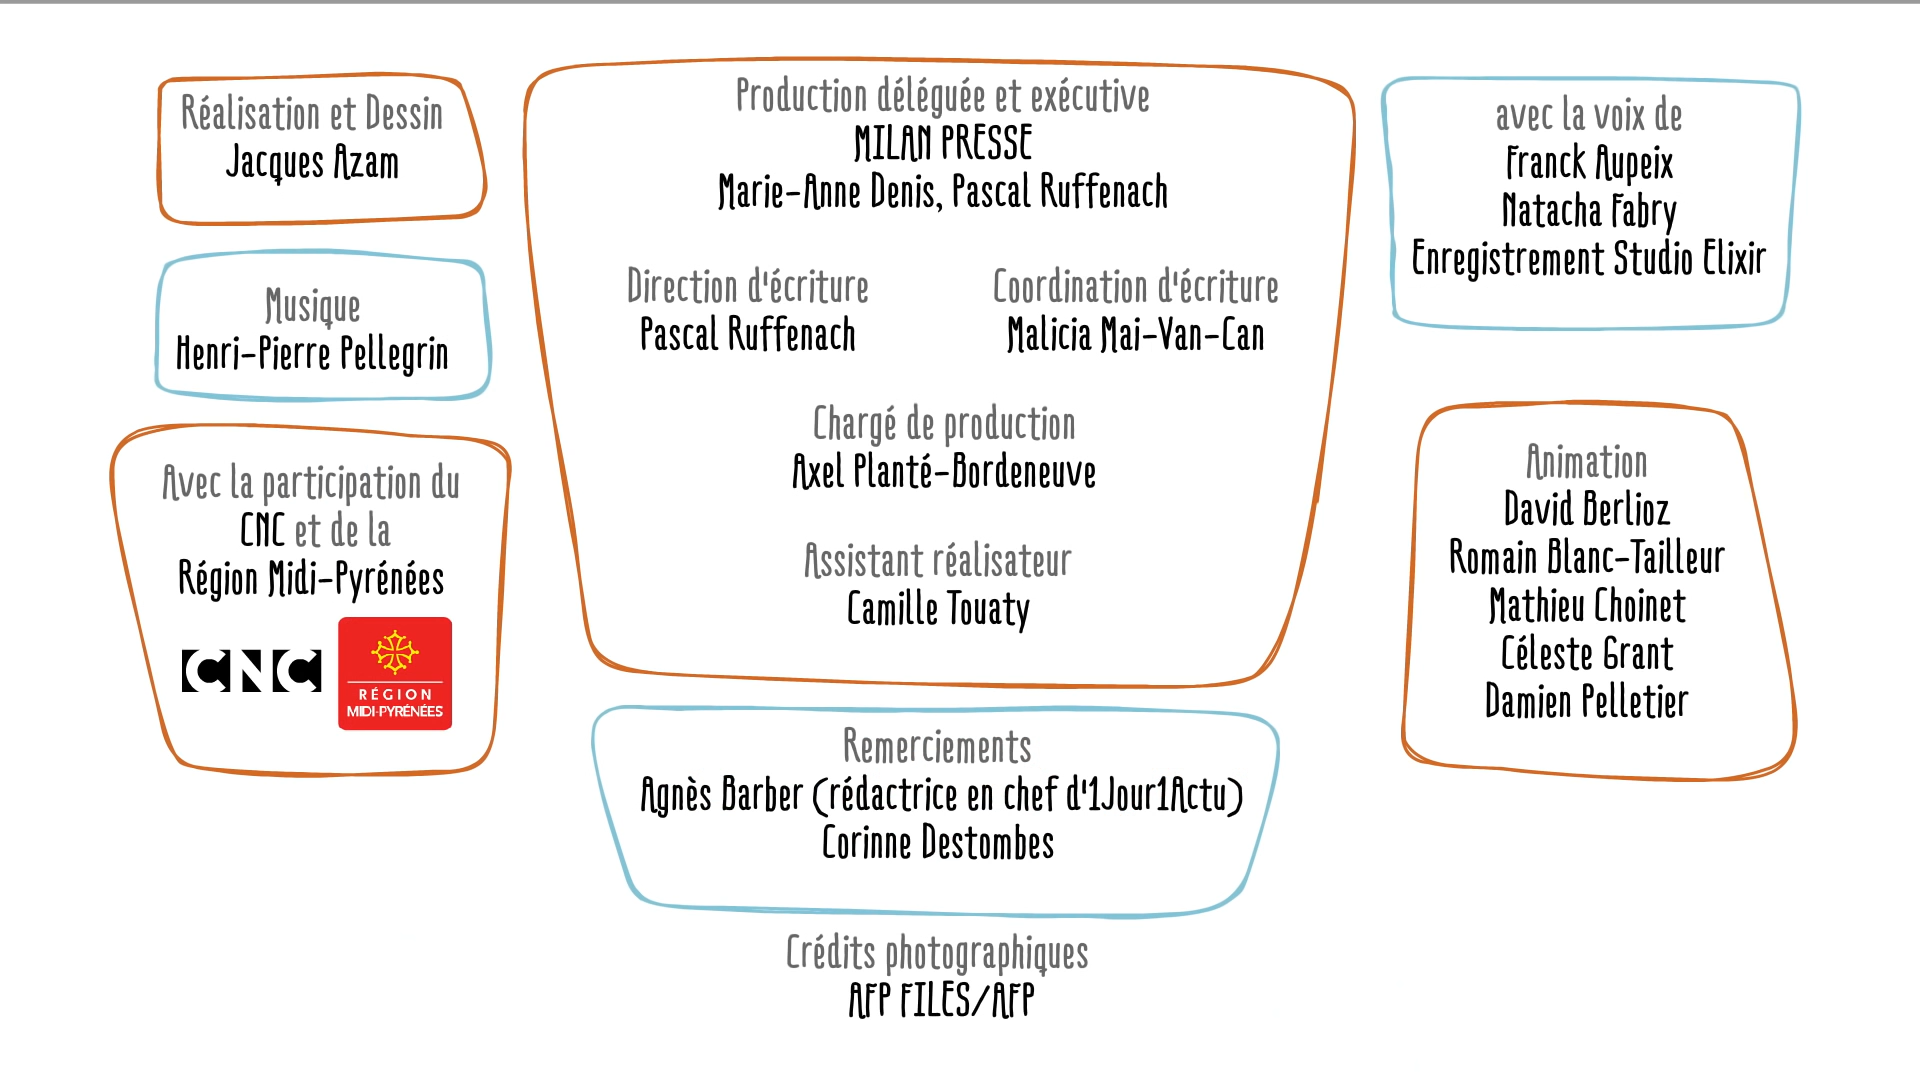 Réalisation et Dessin
Jacques Azam
Musique
Henri-Pierre Pellegrin
Avec la participation du
CNC et de la
Région Midi-Pyrénées
CNC
RÉGION
MIDI-PYRÉNÉES
Production déléguée et exécutive
MILAN PRESSE
Marie-Anne Denis, Pascal Ruffenach
Direction d'écriture
Pascal Ruffenach
Coordination d'écriture
Malicia Mai-Van-Can
Chargé de production
Axel Planté-Bordeneuve
Assistant réalisateur
Camille Touaty
Remerciements
Agnès Barber (rédactrice en chef d'1Jour1Actu)
Corinne Destombes
Crédits photographiques
AFP FILES/AFP
avec la voix de
Franck Aupeix
Natacha Fabry
Enregistrement Studio Elixir
Animation
David Berlioz
Romain Blanc-Tailleur
Mathieu Choinet
Céleste Grant
Damien Pelletier